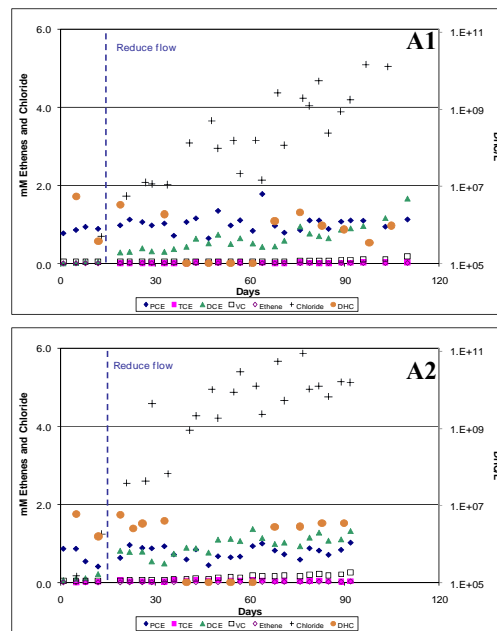 A1
Reduce flow
6.0
4.0
2.0
0.0
mM Ethenes and Chloride
1.E+11
1.E+09
1.E+07
1.E+05
0 30 60 90 120
Days
PCE TCE DCE VC Ethene Chloride DHC
A2
Reduce flow
6.0
4.0
2.0
0.0
mM Ethenes and Chloride
1.E+11
1.E+09
1.E+07
1.E+05
0 30 60 90 120
Days
PCE TCE DCE VC Ethene Chloride DHC